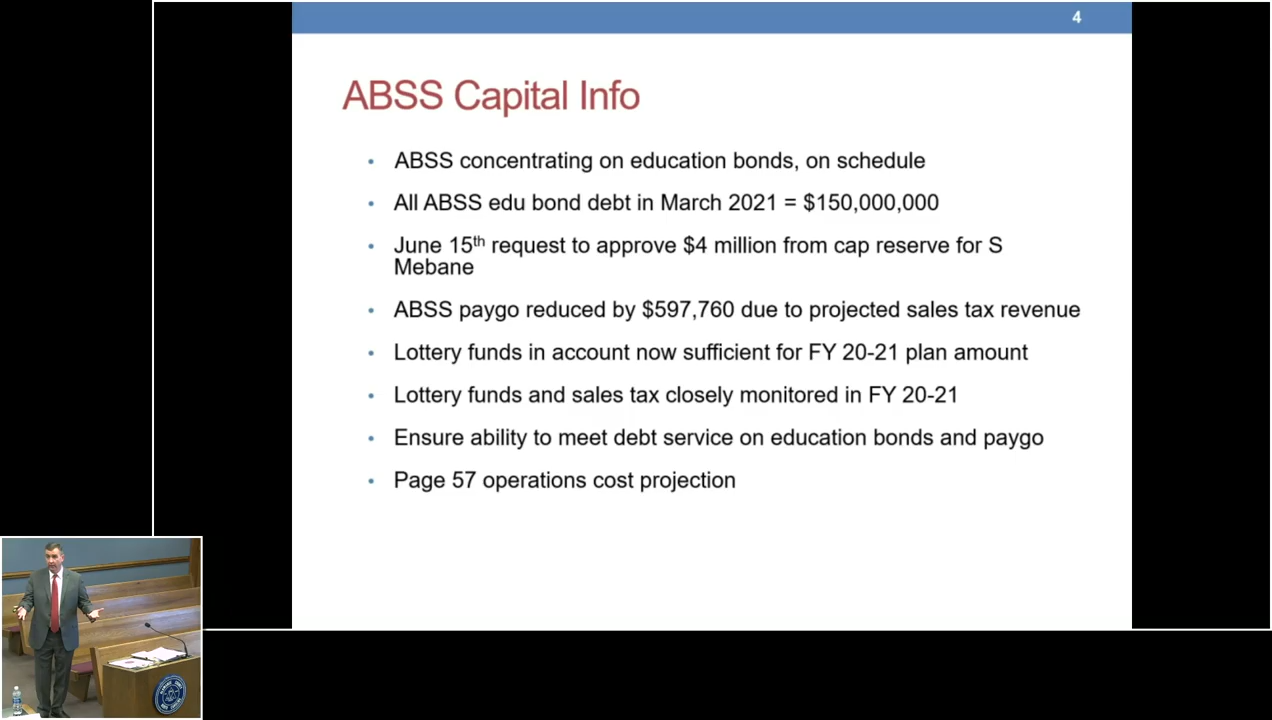 4
ABSS Capital Info
• ABSS concentrating on education bonds, on schedule
• All ABSS edu bond debt in March 2021 = $150,000,000
• June 15th request to approve $4 million from cap reserve for S
Mebane
• ABSS paygo reduced by $597,760 due to projected sales tax revenue
• Lottery funds in account now sufficient for FY 20-21 plan amount
• Lottery funds and sales tax closely monitored in FY 20-21
• Ensure ability to meet debt service on education bonds and paygo
• Page 57 operations cost projection